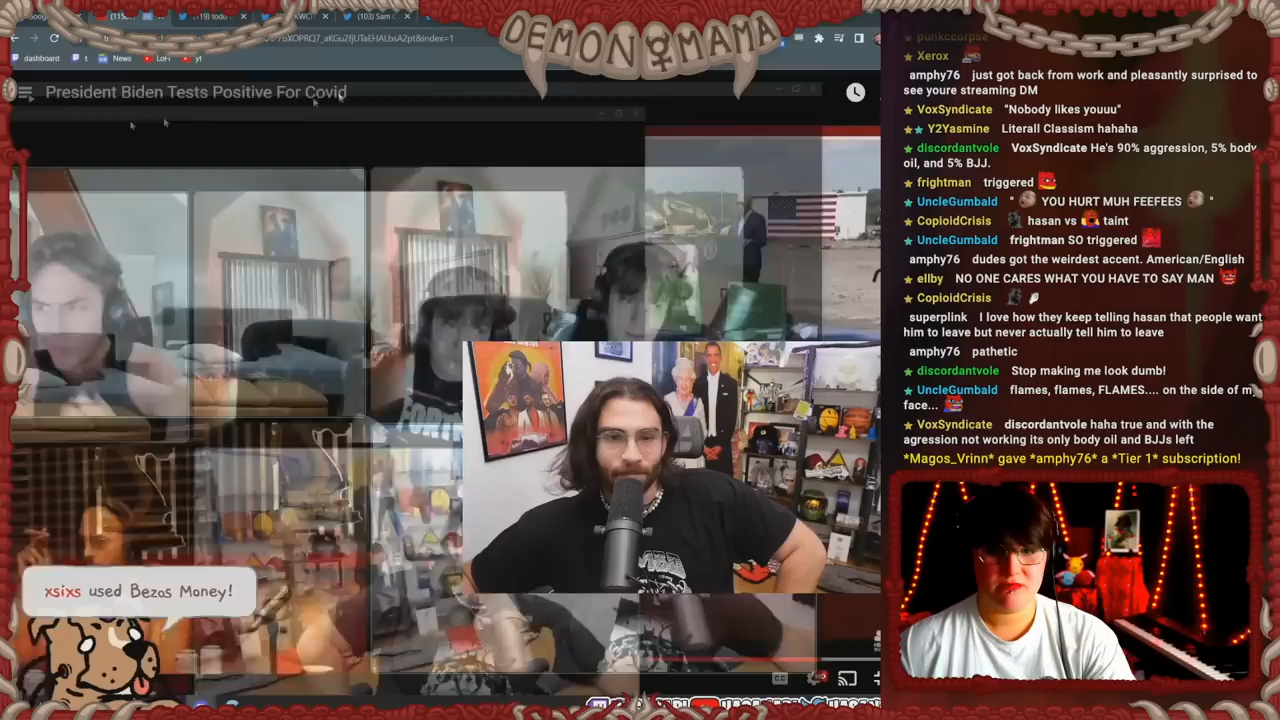 DEMON MAMA
(119) todo
(103) Sam
dashboard
t
News
LoFi
yt
President Biden Tests Positive For Covid
xsixs used Bezos Money!
punkccorpse
Xerox
amphy76 just got back from work and pleasantly surprised to
see youre streaming DM
VoxSyndicate "Nobody likes youuu"
Y2Yasmine Literall Classism hahaha
discordantvole VoxSyndicate He's 90% aggression, 5% body
oil, and 5% BJJ.
frightman triggered
UncleGumbald " YOU HURT MUH FEEFEES "
CopioidCrisis hasan vs taint
UncleGumbald frightman SO triggered
amphy76 dudes got the weirdest accent. American/English
ellby NO ONE CARES WHAT YOU HAVE TO SAY MAN
CopioidCrisis
superplink I love how they keep telling hasan that people want
him to leave but never actually tell him to leave
amphy76 pathetic
discordantvole Stop making me look dumb!
UncleGumbald flames, flames, FLAMES.... on the side of m
face...
VoxSyndicate discordantvole haha true and with the
agression not working its only body oil and BJJs left
*Magos_Vrinn* gave *amphy76* a *Tier 1* subscription!